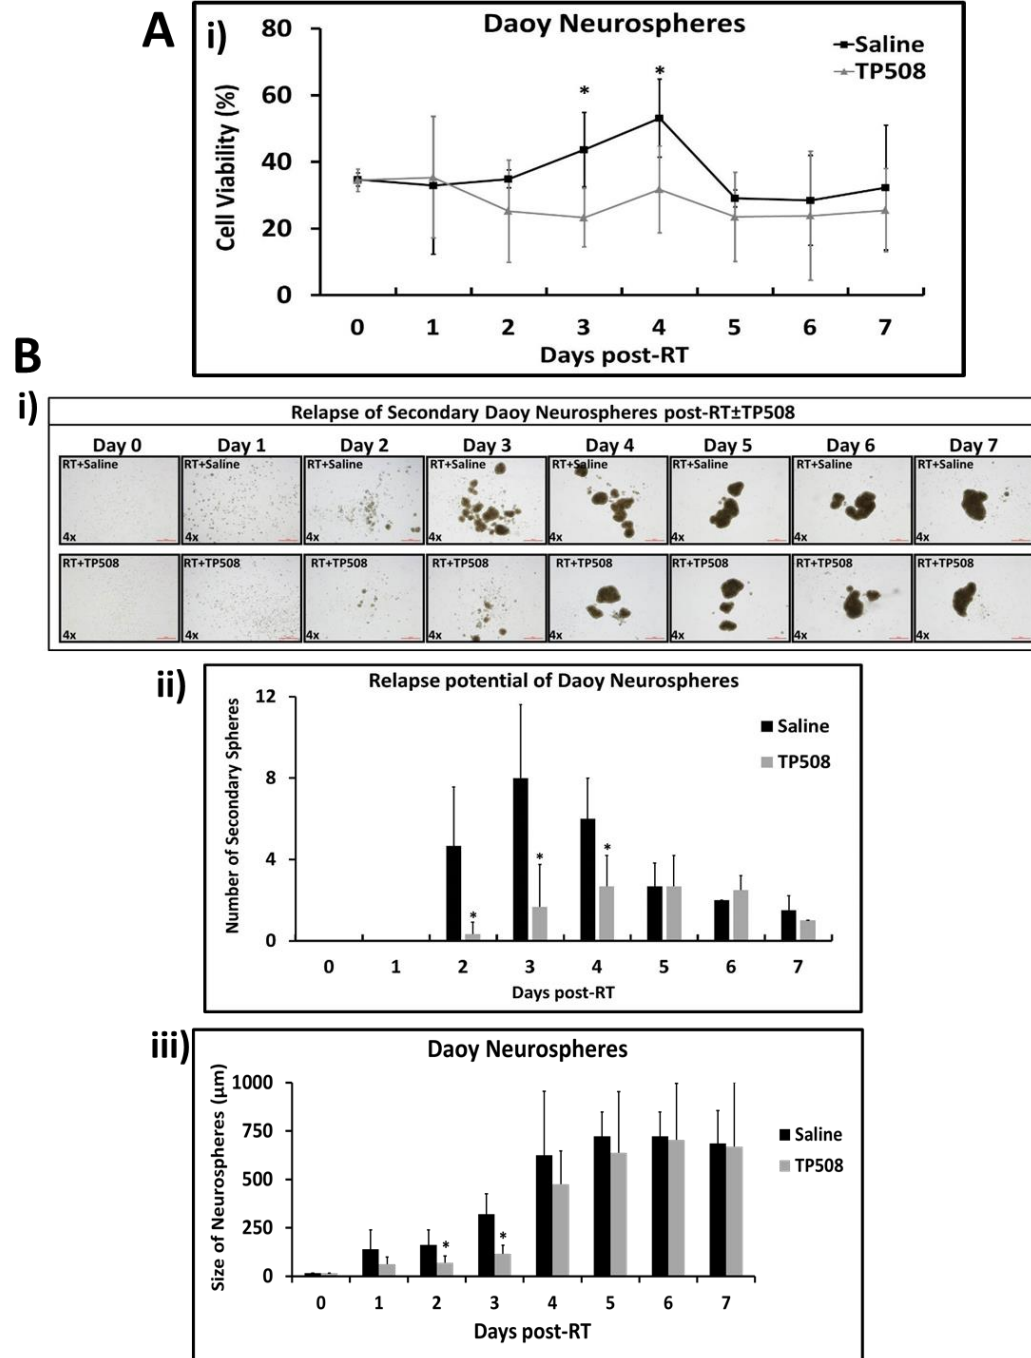 A
i)
Daoy Neurospheres
Saline
TP508
Cell Viability (%)
80
60
40
20
0
*
*
0 1 2 3 4 5 6 7
Days post-RT
B
i)
Relapse of Secondary Daoy Neurospheres post-RT±TP508
Day 0 Day 1 Day 2 Day 3 Day 4 Day 5 Day 6 Day 7
RT+Saline RT+Saline RT+Saline RT+Saline RT+Saline RT+Saline RT+Saline RT+Saline
4x 4x 4x 4x 4x 4x 4x 4x
RT+TP508 RT+TP508 RT+TP508 RT+TP508 RT+TP508 RT+TP508 RT+TP508 RT+TP508
4x 4x 4x 4x 4x 4x 4x 4x
ii)
Relapse potential of Daoy Neurospheres
Number of Secondary Spheres
12
8
4
0
Saline
TP508
* * *
0 1 2 3 4 5 6 7
Days post-RT
iii)
Daoy Neurospheres
Size of Neurospheres (µm)
1000
750
500
250
0
Saline
TP508
* *
0 1 2 3 4 5 6 7
Days post-RT